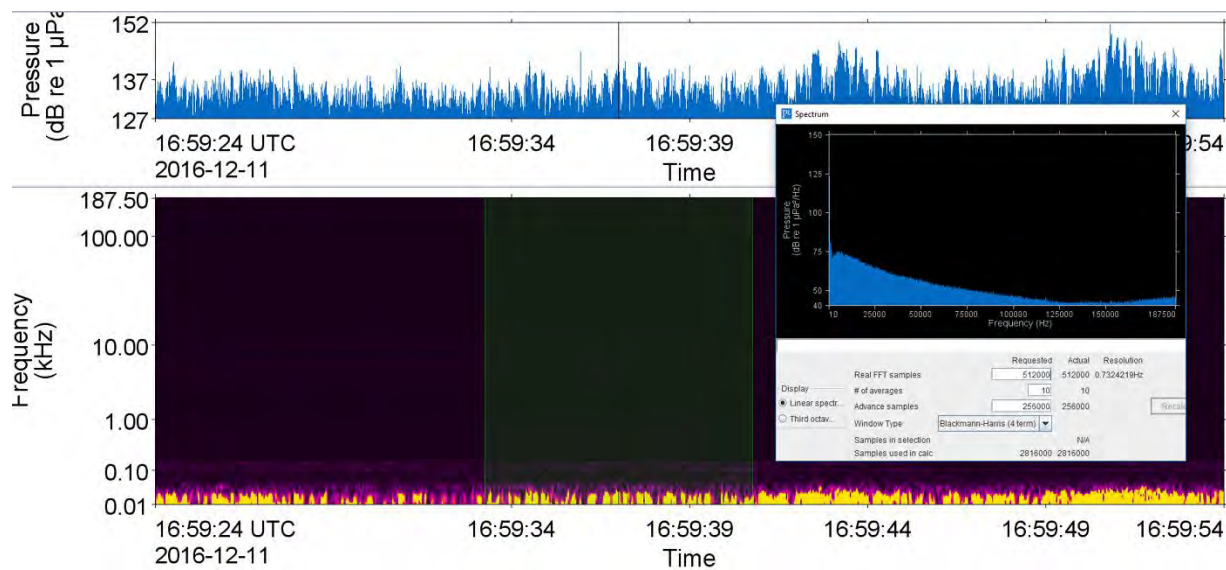 152
Pressure
(dB re 1 µPa
137
127
16:59:24 UTC 16:59:34 16:59:39 9:54
2016-12-11
Time
Spectrum
150
125
100
75
50
40
Pressure
(dB re 1 µPa²/Hz)
10 25000 50000 75000 100000 125000 150000 187500
Frequency (Hz)
Requested Actual Resolution
Real FFT samples 512000 512000 0.7324219Hz
Display
# of averages 10 10
Linear spectr...
Advance samples 256000 256000
Third octav...
Window Type Blackmann-Harris (4 term)
Samples in selection N/A
Samples used in calc 2816000 2816000
187.50
100.00
10.00
1.00
0.10
0.01
Frequency
(kHz)
16:59:24 UTC 16:59:34 16:59:39 16:59:44 16:59:49 16:59:54
2016-12-11
Time